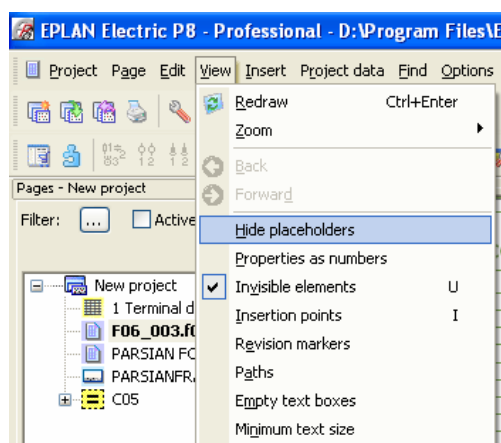 EPLAN Electric P8 - Professional - D:\Program Files\E
Project Page Edit View Insert Project data Find Options
Redraw Ctrl+Enter
Zoom
Back
Forward
Pages - New project
Filter: ... Active
Hide placeholders
Properties as numbers
New project
Invisible elements U
1 Terminal d
Insertion points I
F06_003.f0
Revision markers
PARSIAN FO
Paths
PARSIANFRA
C05
Empty text boxes
Minimum text size